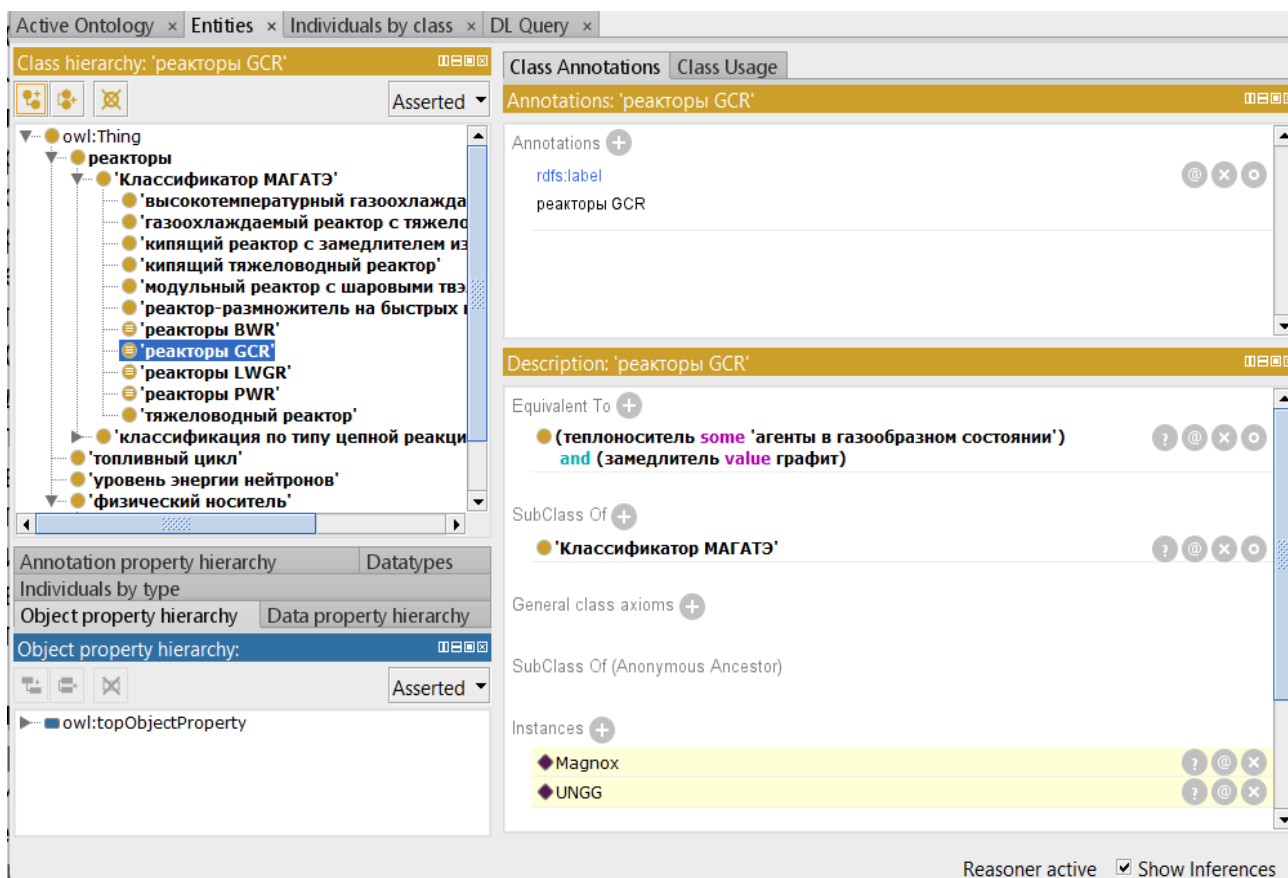 Active Ontology × Entities × Individuals by class × DL Query ×
Class hierarchy: 'реакторы GCR'
Asserted
owl:Thing
реакторы
'Классификатор МАГАТЭ'
'высокотемпературный газоохлажда
'газоохлаждаемый реактор с тяжело
'кипящий реактор с замедлителем из
'кипящий тяжеловодный реактор'
'модульный реактор с шаровыми твэ
'реактор-размножитель на быстрых
'реакторы BWR'
'реакторы GCR'
'реакторы LWGR'
'реакторы PWR'
'тяжеловодный реактор'
'классификация по типу цепной реакци
'топливный цикл'
'уровень энергии нейтронов'
'физический носитель'
Annotation property hierarchy Datatypes
Individuals by type
Object property hierarchy Data property hierarchy
Object property hierarchy:
Asserted
owl:topObjectProperty
Class Annotations Class Usage
Annotations: 'реакторы GCR'
Annotations
rdfs:label
реакторы GCR
Description: 'реакторы GCR'
Equivalent To
(теплоноситель some 'агенты в газообразном состоянии')
and (замедлитель value графит)
SubClass Of
'Классификатор МАГАТЭ'
General class axioms
SubClass Of (Anonymous Ancestor)
Instances
Magnox
UNGG
Reasoner active Show Inferences